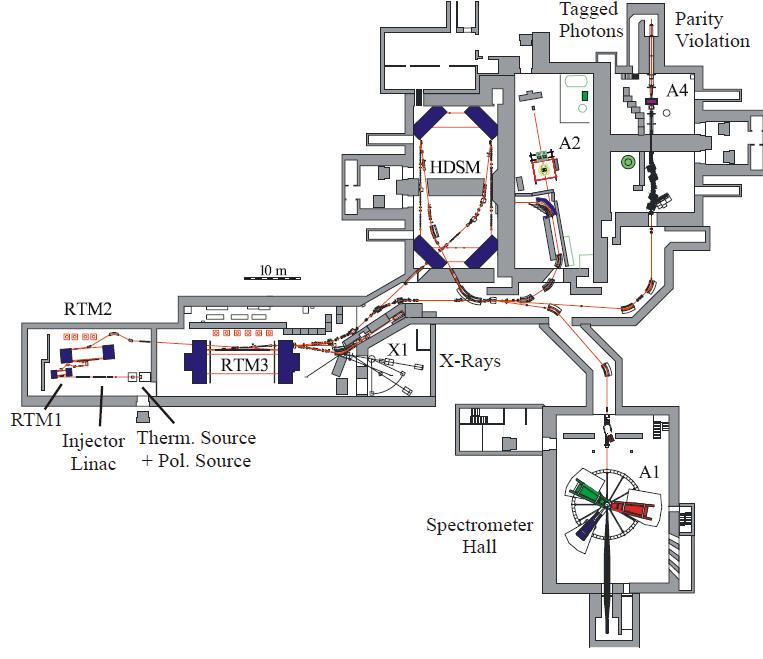 Tagged
Photons
Parity
Violation
A4
A2
HDSM
10 m
RTM2
RTM3
X1
X-Rays
RTM1
Injector
Linac
Therm. Source
+ Pol. Source
A1
Spectrometer
Hall